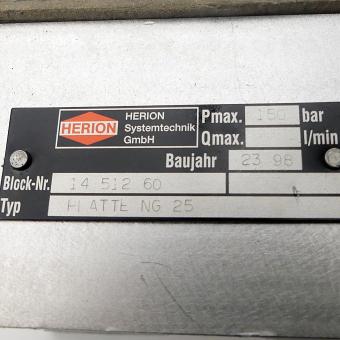 HERION
HERION
Systemtechnik
GmbH
Pmax. 150 bar
Qmax. l/min
Baujahr 23 98
Block-Nr. 14 512 60
Typ PLATTE NG 25